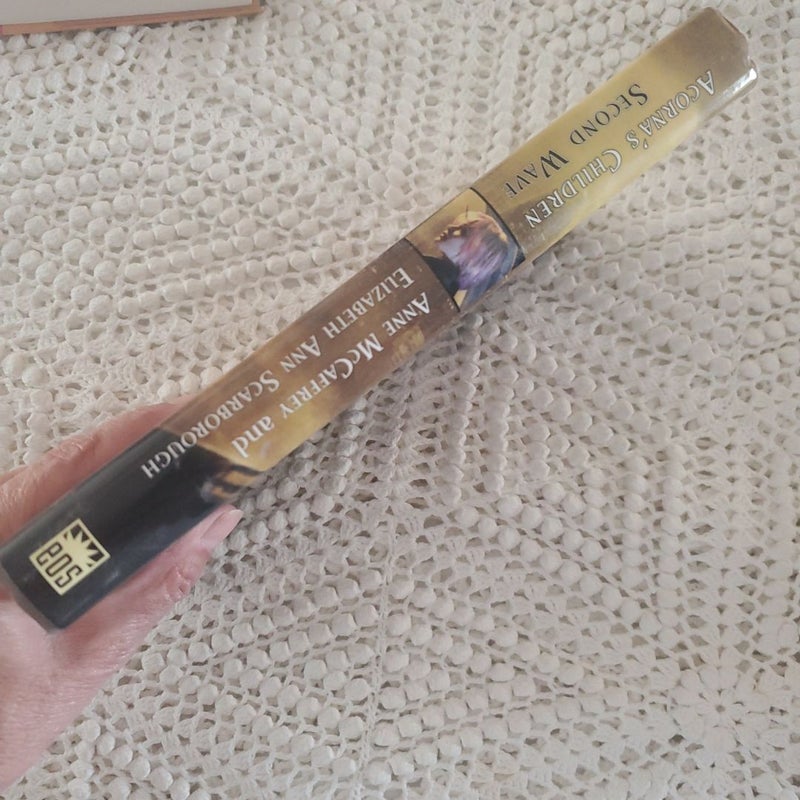 ACORNA'S CHILDREN
SECOND WAVE
ANNE MCCAFFREY and
ELIZABETH ANN SCARBOROUGH
eos